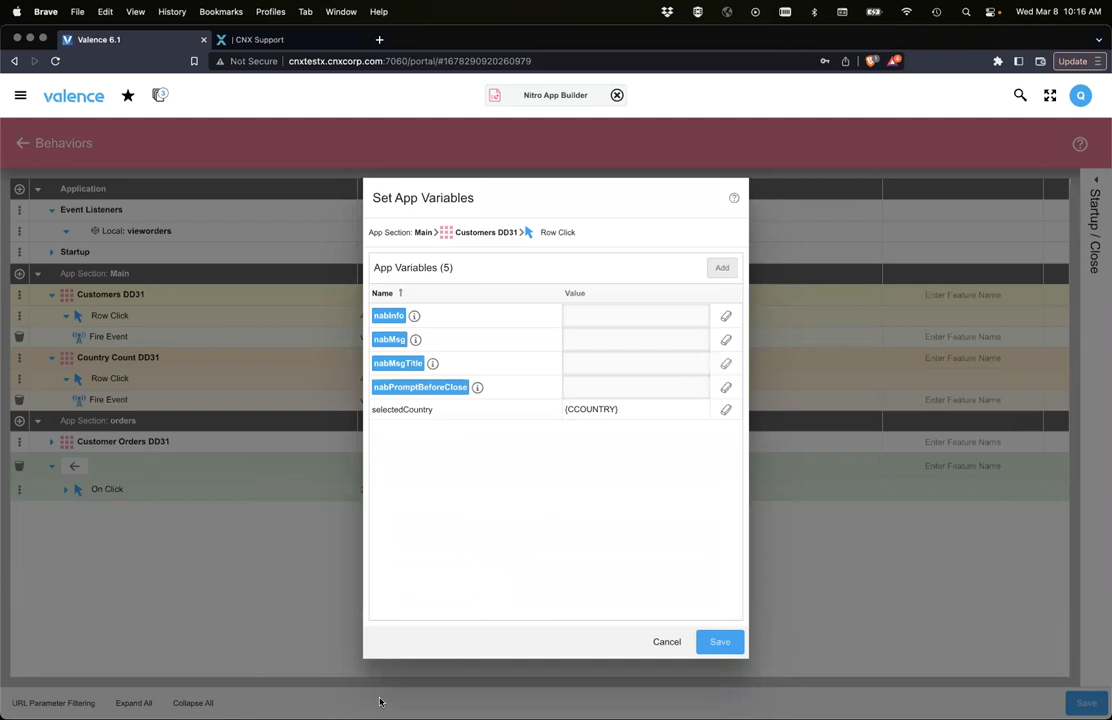 Brave File Edit View History Bookmarks Profiles Tab Window Help Wed Mar 8 10:16 AM
Valence 6.1 | CNX Support
Not Secure cnxtestx.cnxcorp.com:7060/portal/#1678290920260979 Update
valence 3 Nitro App Builder Q
Behaviors
Application
Event Listeners
Local: vieworders
Startup
App Section: Main
Customers DD31 Enter Feature Name
Row Click
Fire Event Enter Feature Name
Country Count DD31 Enter Feature Name
Row Click
Fire Event Enter Feature Name
App Section: orders
Customer Orders DD31 Enter Feature Name
Enter Feature Name
On Click
Startup / Close
Set App Variables
App Section: Main Customers DD31 Row Click
App Variables (5) Add
Name Value
nabInfo
nabMsg
nabMsgTitle
nabPromptBeforeClose
selectedCountry {CCOUNTRY}
Cancel Save
URL Parameter Filtering Expand All Collapse All Save